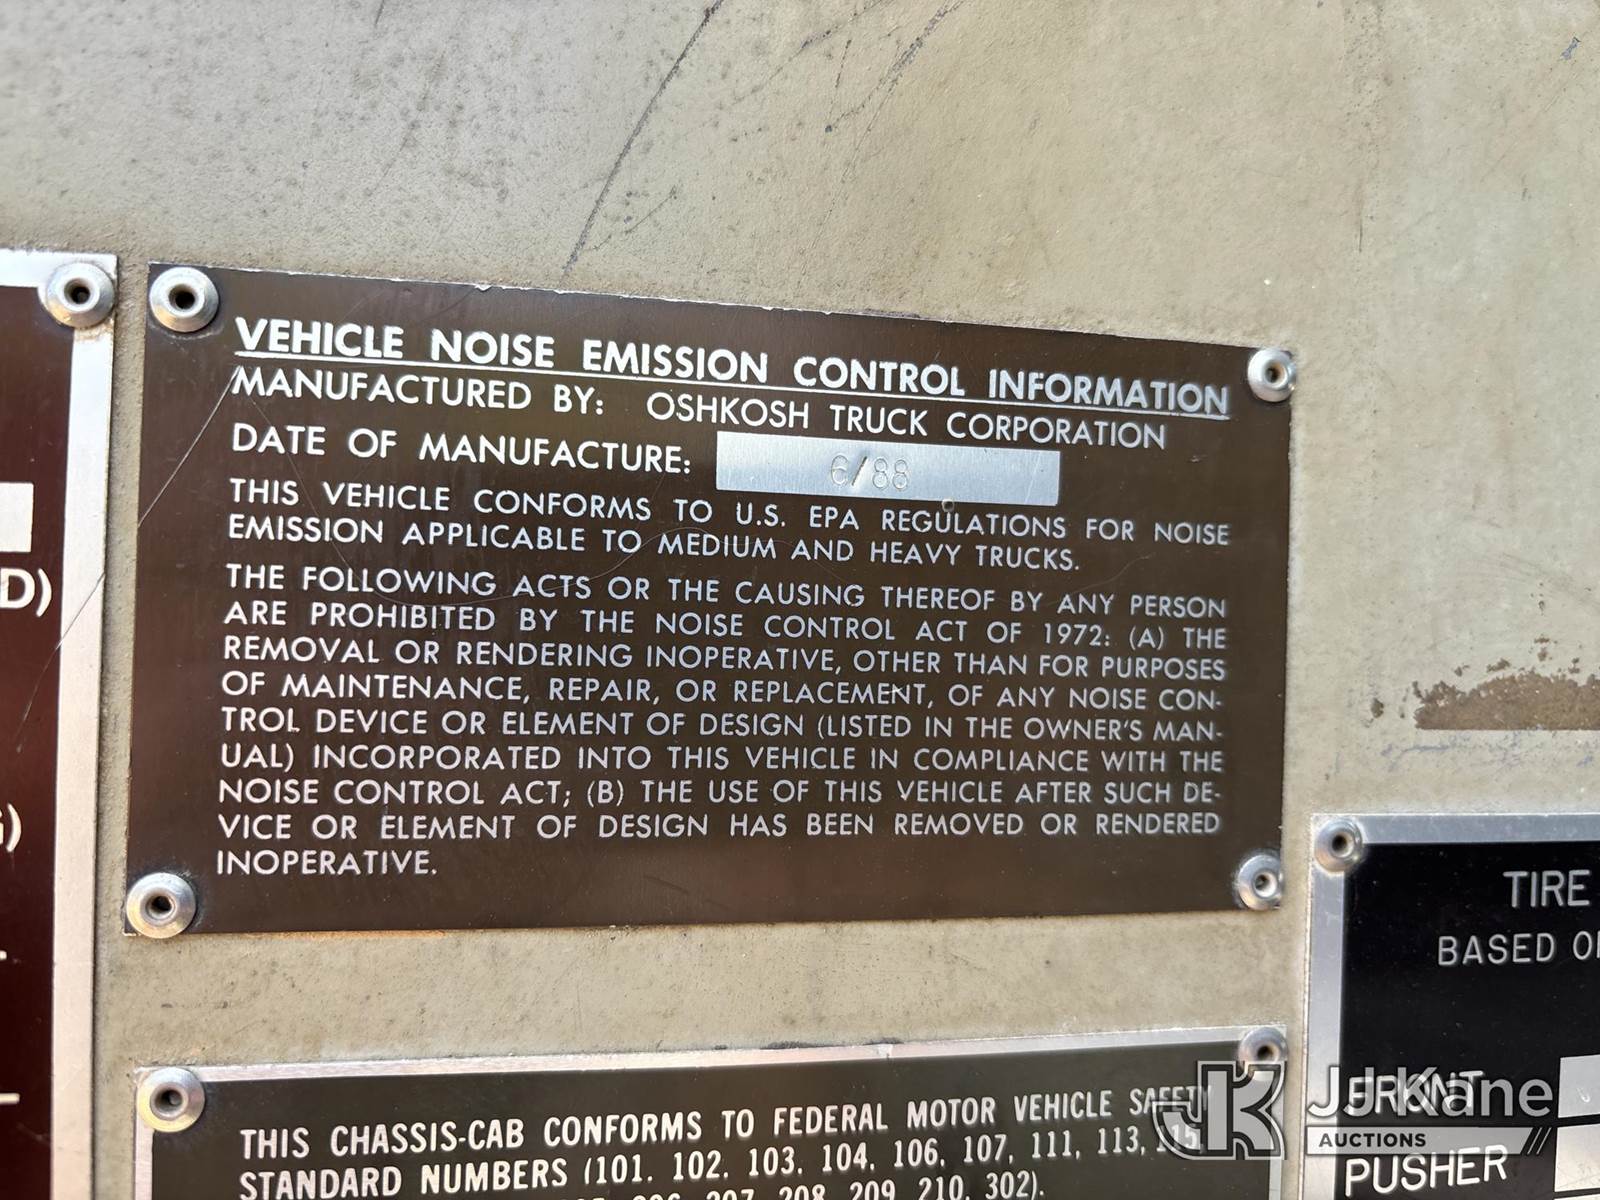 VEHICLE NOISE EMISSION CONTROL INFORMATION
MANUFACTURED BY: OSHKOSH TRUCK CORPORATION
DATE OF MANUFACTURE: 6/88
THIS VEHICLE CONFORMS TO U.S. EPA REGULATIONS FOR NOISE
EMISSION APPLICABLE TO MEDIUM AND HEAVY TRUCKS.
THE FOLLOWING ACTS OR THE CAUSING THEREOF BY ANY PERSON
ARE PROHIBITED BY THE NOISE CONTROL ACT OF 1972: (A) THE
REMOVAL OR RENDERING INOPERATIVE, OTHER THAN FOR PURPOSES
OF MAINTENANCE, REPAIR, OR REPLACEMENT, OF ANY NOISE CON-
TROL DEVICE OR ELEMENT OF DESIGN (LISTED IN THE OWNER'S MAN-
UAL) INCORPORATED INTO THIS VEHICLE IN COMPLIANCE WITH THE
NOISE CONTROL ACT; (B) THE USE OF THIS VEHICLE AFTER SUCH DE-
VICE OR ELEMENT OF DESIGN HAS BEEN REMOVED OR RENDERED
INOPERATIVE.
D)
)
THIS CHASSIS-CAB CONFORMS TO FEDERAL MOTOR VEHICLE SAFETY
STANDARD NUMBERS (101. 102. 103. 104. 106. 107, 111, 113, 115,
207 208 209 210. 302).
TIRE
BASED
FRONT
PUSHER
JJKane
AUCTIONS